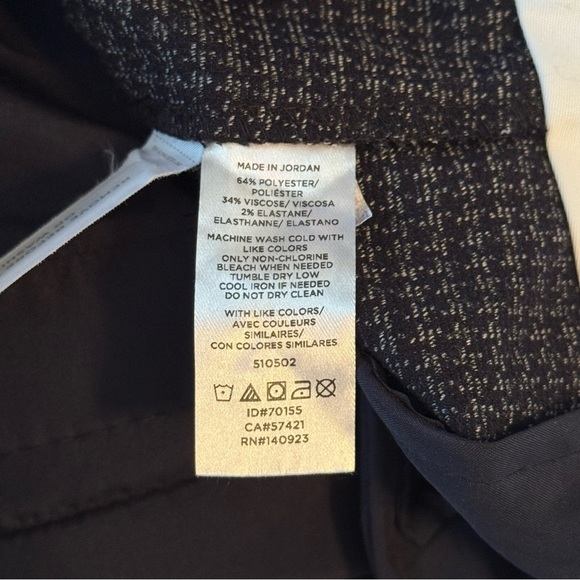 MADE IN JORDAN
64% POLYESTER/
POLIÉSTER
34% VISCOSE/ VISCOSA
2% ELASTANE/
ELASTHANNE/ ELASTANO
MACHINE WASH COLD WITH
LIKE COLORS
ONLY NON-CHLORINE
BLEACH WHEN NEEDED
TUMBLE DRY LOW
COOL IRON IF NEEDED
DO NOT DRY CLEAN
WITH LIKE COLORS/
AVEC COULEURS
SIMILAIRES/
CON COLORES SIMILARES
510502
ID#70155
CA#57421
RN#140923